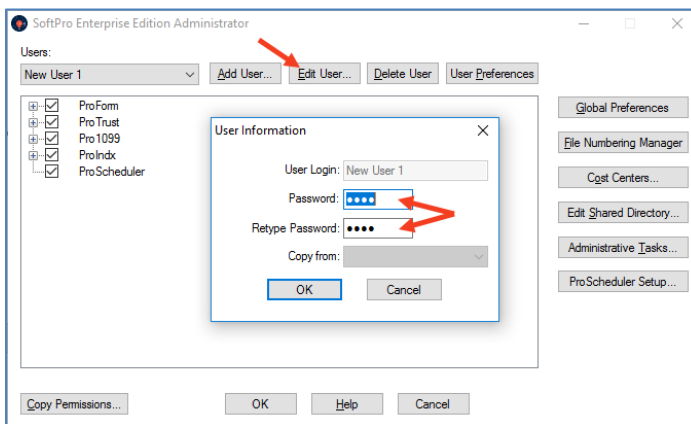 SoftPro Enterprise Edition Administrator
Users:
New User 1
Add User...
Edit User...
Delete User
User Preferences
ProForm
ProTrust
Pro1099
ProIndx
ProScheduler
User Information
User Login: New User 1
Password: ••••
Retype Password: ••••
Copy from:
OK
Cancel
Global Preferences
File Numbering Manager
Cost Centers...
Edit Shared Directory...
Administrative Tasks...
ProScheduler Setup...
Copy Permissions...
OK
Help
Cancel